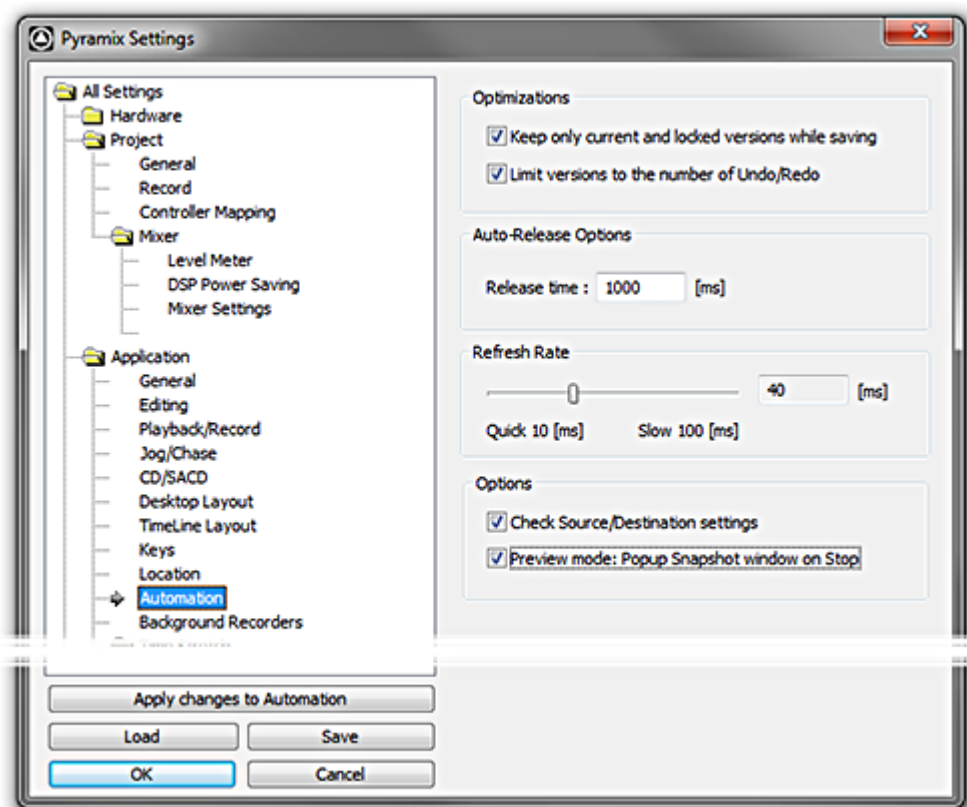 Pyramix Settings
All Settings
Hardware
Project
General
Record
Controller Mapping
Mixer
Level Meter
DSP Power Saving
Mixer Settings
Application
General
Editing
Playback/Record
Jog/Chase
CD/SACD
Desktop Layout
TimeLine Layout
Keys
Location
Automation
Background Recorders
Apply changes to Automation
Load Save
OK Cancel
Optimizations
Keep only current and locked versions while saving
Limit versions to the number of Undo/Redo
Auto-Release Options
Release time : 1000 [ms]
Refresh Rate
40 [ms]
Quick 10 [ms] Slow 100 [ms]
Options
Check Source/Destination settings
Preview mode: Popup Snapshot window on Stop